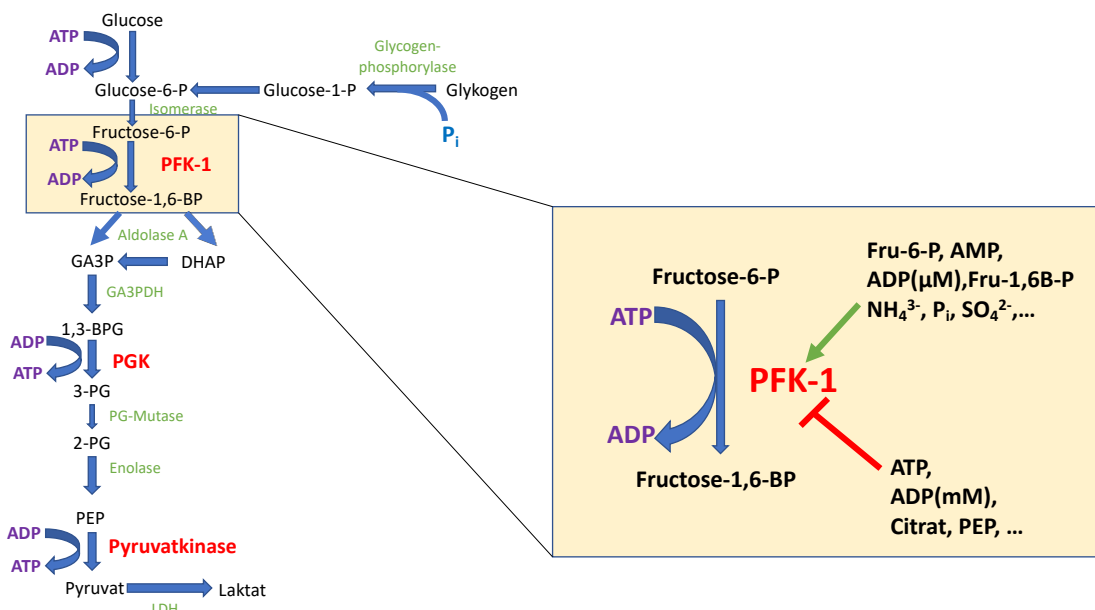 Glucose
ATP
ADP
Glycogen-
phosphorylase
Glucose-6-P
Glucose-1-P
Glykogen
Isomerase
P i
Fructose-6-P
ATP
PFK-1
ADP
Fructose-1,6-BP
Aldolase A
GA3P
DHAP
GA3PDH
1,3-BPG
ADP
PGK
ATP
3-PG
PG-Mutase
2-PG
Enolase
PEP
ADP
Pyruvatkinase
ATP
Pyruvat
Laktat
LDH
Fru-6-P, AMP,
ADP(µM),Fru-1,6B-P
NH₄³⁻, Pᵢ, SO₄²⁻,...
Fructose-6-P
ATP
PFK-1
ADP
Fructose-1,6-BP
ATP,
ADP(mM),
Citrat, PEP, ...